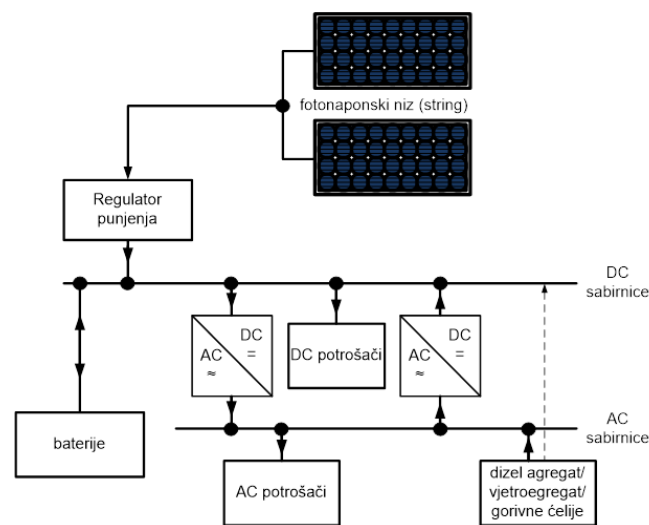 fotonaponski niz (string)
Regulator
punjenja
DC
sabirnice
DC
=
AC
≈
DC potrošači
DC
=
AC
≈
baterije
AC
sabirnice
AC potrošači
dizel agregat/
vjetroegregat/
gorivne ćelije